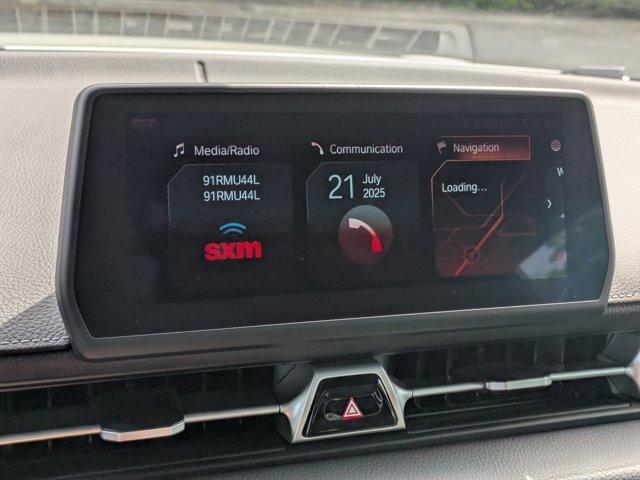 Media/Radio
91RMU44L
91RMU44L
sxm
Communication
21 July
2025
Navigation
Loading...
W